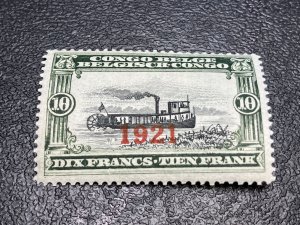 CONGO BELGE
BELGISCH-CONGO
10 10
1921
DIX FRANCS-TIEN FRANK